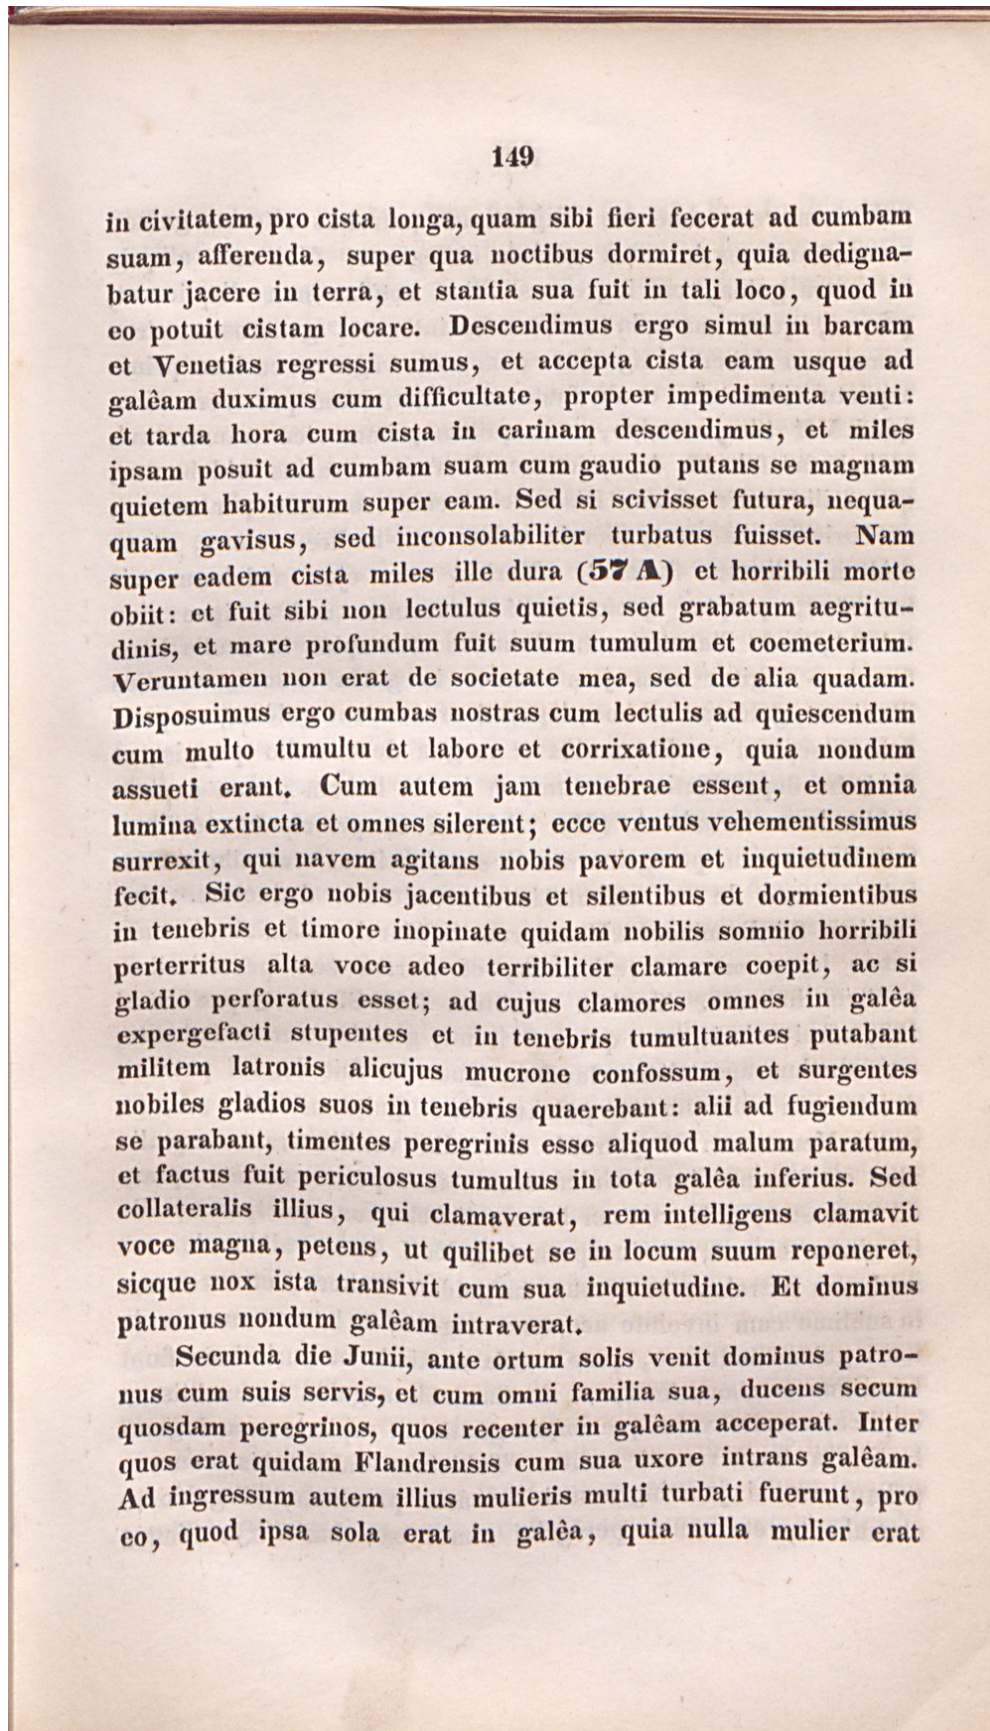 149
in civitatem, pro cista longa, quam sibi fieri fecerat ad cumbam
suam, afferenda, super qua noctibus dormiret, quia dedigna-
batur jacere in terra, et stantia sua fuit in tali loco, quod in
eo potuit cistam locare. Descendimus ergo simul in barcam
et Venetias regressi sumus, et accepta cista eam usque ad
galêam duximus cum difficultate, propter impedimenta venti:
et tarda hora cum cista in carinam descendimus, et miles
ipsam posuit ad cumbam suam cum gaudio putans se magnam
quietem habiturum super eam. Sed si scivisset futura, nequa-
quam gavisus, sed inconsolabiliter turbatus fuisset. Nam
super eadem cista miles ille dura (57 A) et horribili morte
obiit: et fuit sibi non lectulus quietis, sed grabatum aegritu-
dinis, et mare profundum fuit suum tumulum et coemeterium.
Veruntamen non erat de societate mea, sed de alia quadam.
Disposuimus ergo cumbas nostras cum lectulis ad quiescendum
cum multo tumultu et labore et corrixatione, quia nondum
assueti erant. Cum autem jam tenebrae essent, et omnia
lumina extincta et omnes silerent; ecce ventus vehementissimus
surrexit, qui navem agitans nobis pavorem et inquietudinem
fecit. Sic ergo nobis jacentibus et silentibus et dormientibus
in tenebris et timore inopinate quidam nobilis somnio horribili
perterritus alta voce adeo terribiliter clamare coepit, ac si
gladio perforatus esset; ad cujus clamores omnes in galêa
expergefacti stupentes et in tenebris tumultuantes putabant
militem latronis alicujus mucrone confossum, et surgentes
nobiles gladios suos in tenebris quaerebant: alii ad fugiendum
se parabant, timentes peregrinis esse aliquod malum paratum,
et factus fuit periculosus tumultus in tota galêa inferius. Sed
collateralis illius, qui clamaverat, rem intelligens clamavit
voce magna, petens, ut quilibet se in locum suum reponeret,
sicque nox ista transivit cum sua inquietudine. Et dominus
patronus nondum galêam intraverat.
Secunda die Junii, ante ortum solis venit dominus patro-
nus cum suis servis, et cum omni familia sua, ducens secum
quosdam peregrinos, quos recenter in galêam acceperat. Inter
quos erat quidam Flandrensis cum sua uxore intrans galêam.
Ad ingressum autem illius mulieris multi turbati fuerunt, pro
eo, quod ipsa sola erat in galêa, quia nulla mulier erat